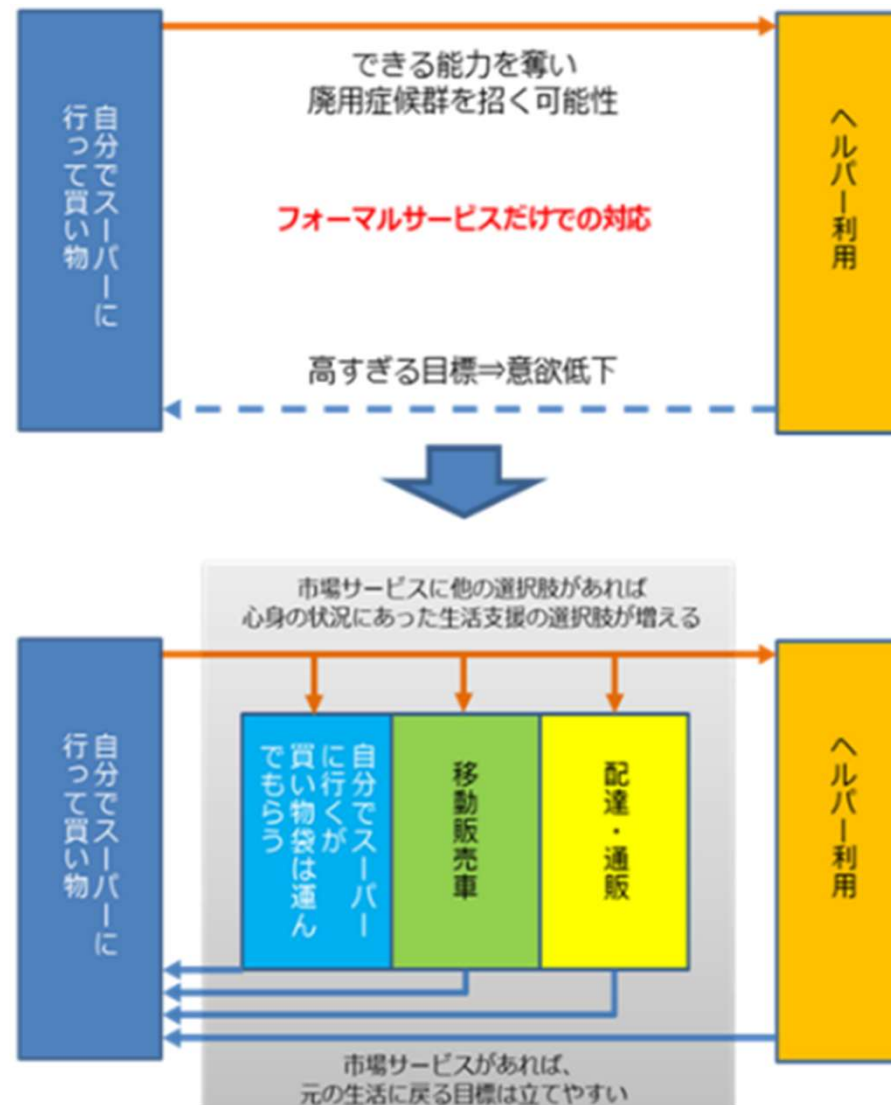 自分でスーパーに
行って買い物
できる能力を奪い
廃用症候群を招く可能性
フォーマルサービスだけでの対応
高すぎる目標⇒意欲低下
ヘルパー利用
市場サービスに他の選択肢があれば
心身の状況にあった生活支援の選択肢が増える
自分でスーパーに
行って買い物
自分でスーパー
に行くが
買い物袋は運ん
でもらう
移動販売車
配達・通販
ヘルパー利用
市場サービスがあれば、
元の生活に戻る目標は立てやすい